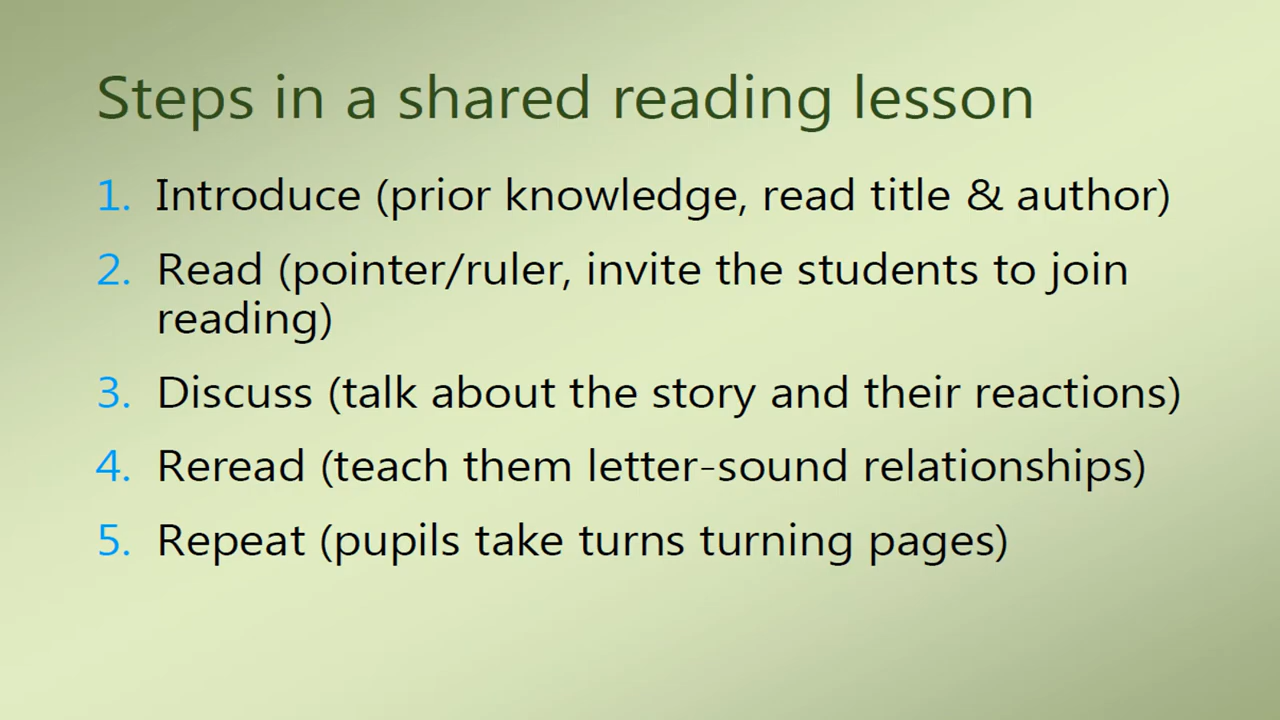 Steps in a shared reading lesson
1. Introduce (prior knowledge, read title & author)
2. Read (pointer/ruler, invite the students to join
reading)
3. Discuss (talk about the story and their reactions)
4. Reread (teach them letter-sound relationships)
5. Repeat (pupils take turns turning pages)